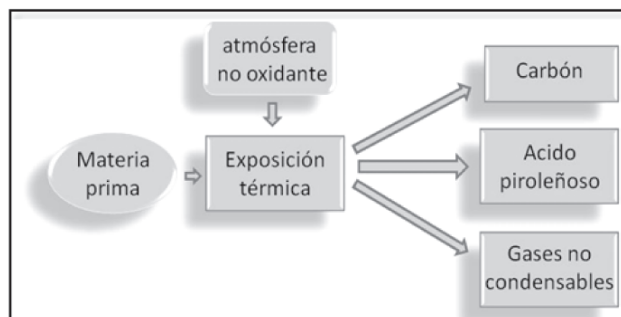 atmósfera
no oxidante
Materia
prima
Exposición
térmica
Carbón
Acido
piroleñoso
Gases no
condensables